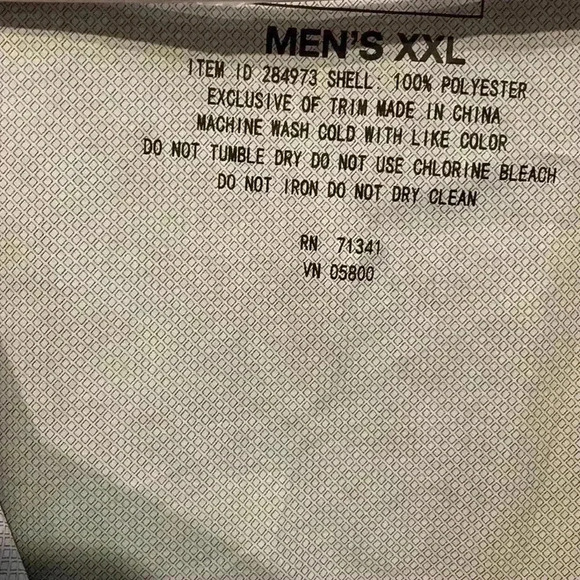 MEN'S XXL
ITEM ID 284973 SHELL: 100% POLYESTER
EXCLUSIVE OF TRIM MADE IN CHINA
MACHINE WASH COLD WITH LIKE COLOR
DO NOT TUMBLE DRY DO NOT USE CHLORINE BLEACH
DO NOT IRON DO NOT DRY CLEAN
RN 71341
VN 05800